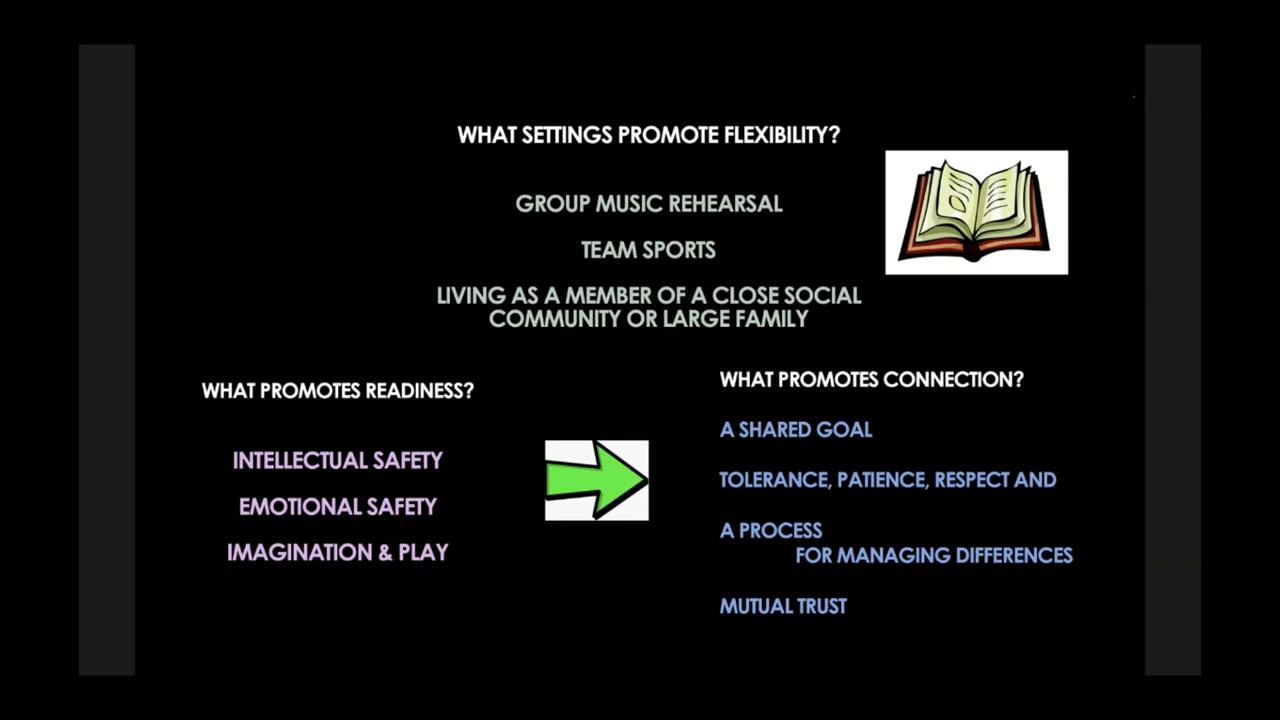 WHAT SETTINGS PROMOTE FLEXIBILITY?
GROUP MUSIC REHEARSAL
TEAM SPORTS
LIVING AS A MEMBER OF A CLOSE SOCIAL
COMMUNITY OR LARGE FAMILY
WHAT PROMOTES READINESS?
INTELLECTUAL SAFETY
EMOTIONAL SAFETY
IMAGINATION & PLAY
WHAT PROMOTES CONNECTION?
A SHARED GOAL
TOLERANCE, PATIENCE, RESPECT AND
A PROCESS
FOR MANAGING DIFFERENCES
MUTUAL TRUST